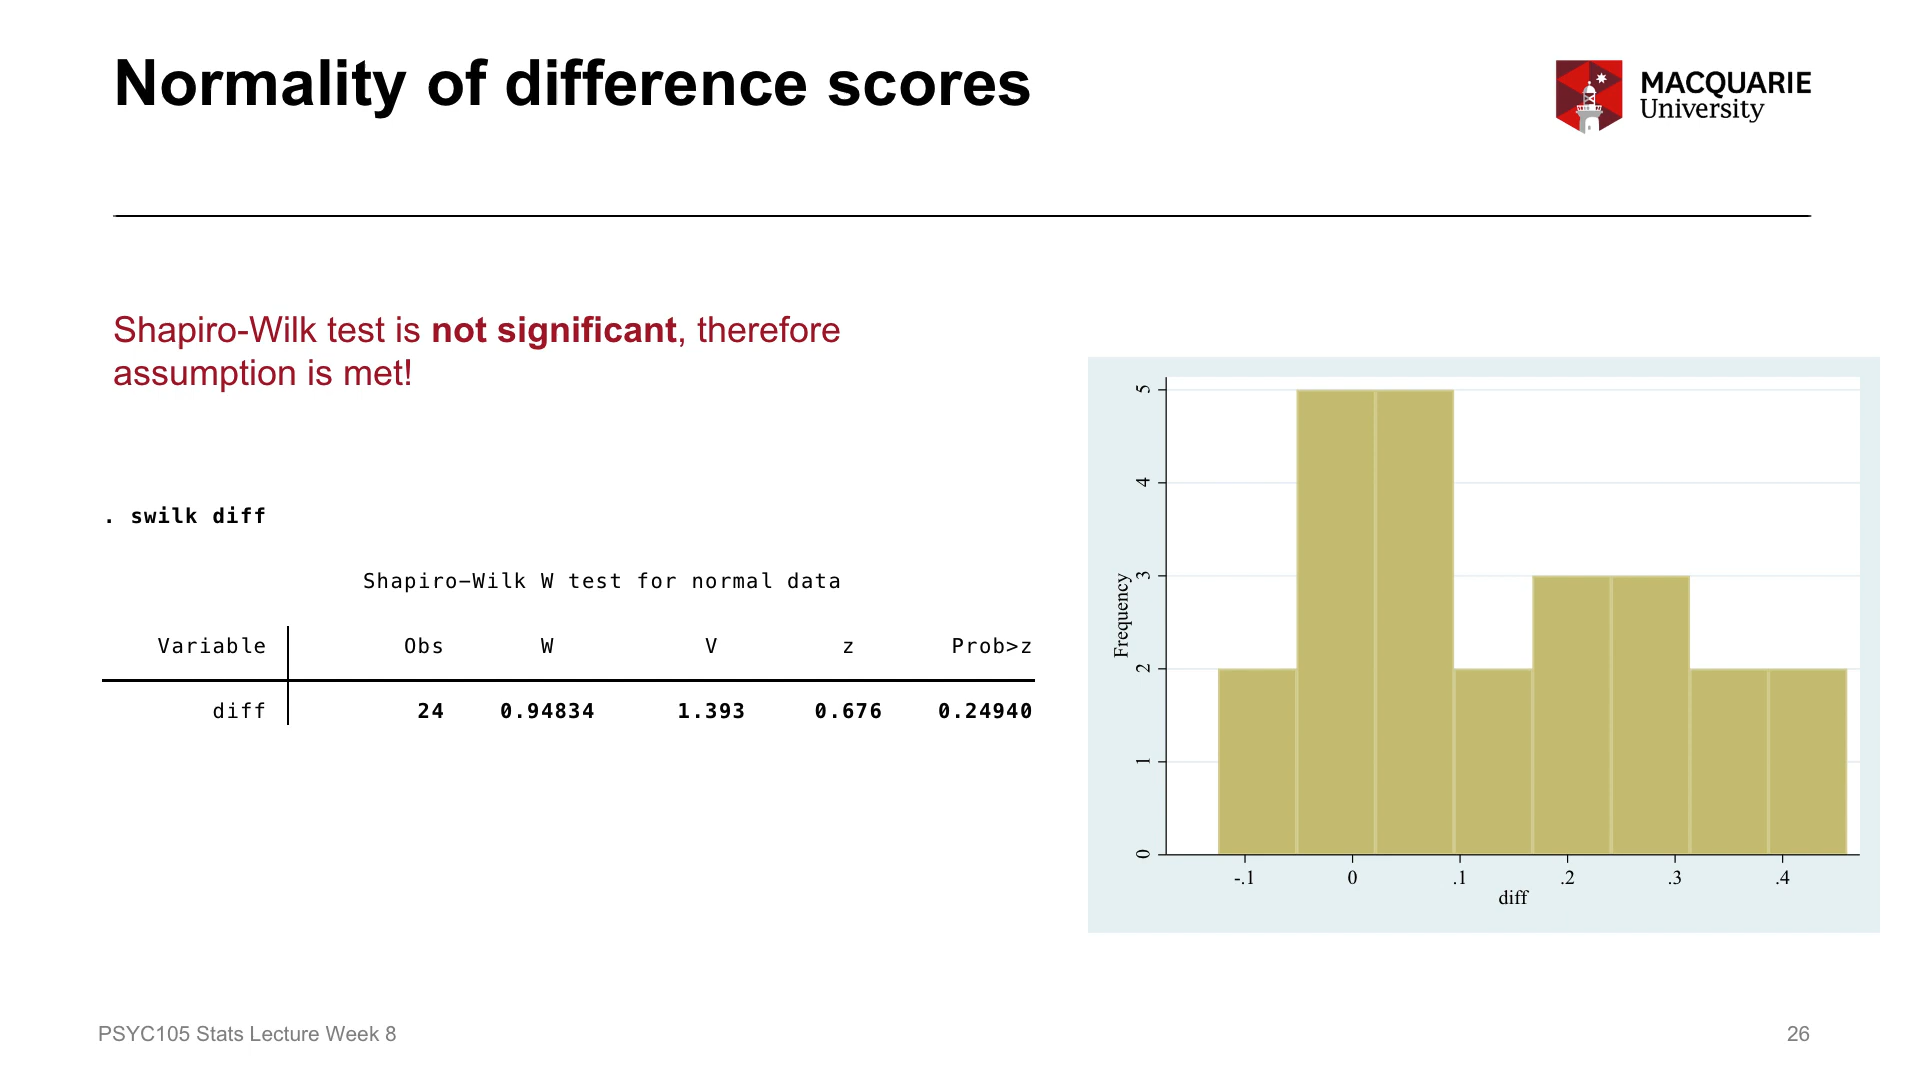 Normality of difference scores
MACQUARIE
University
Shapiro-Wilk test is not significant, therefore
assumption is met!
. swilk diff
Shapiro–Wilk W test for normal data
Variable Obs W V z Prob>z
diff 24 0.94834 1.393 0.676 0.24940
5
4
3
2
1
0
Frequency
-.1 0 .1 .2 .3 .4
diff
PSYC105 Stats Lecture Week 8
26